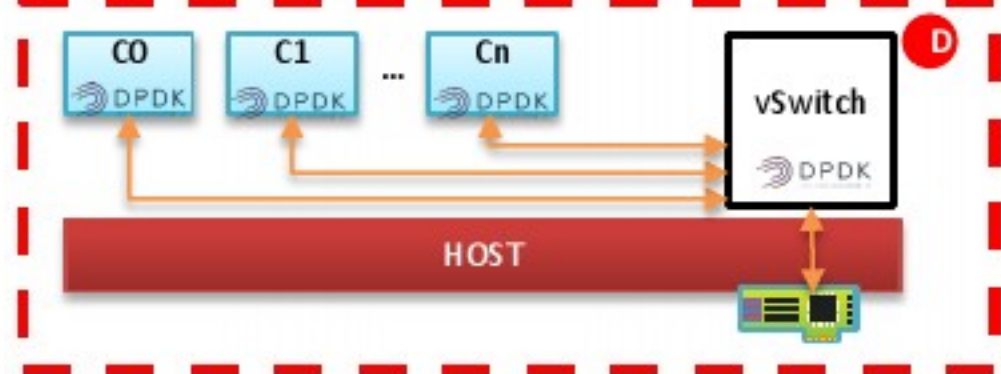 C0 C1 ... Cn D
DPDK DPDK DPDK
vSwitch
DPDK
HOST